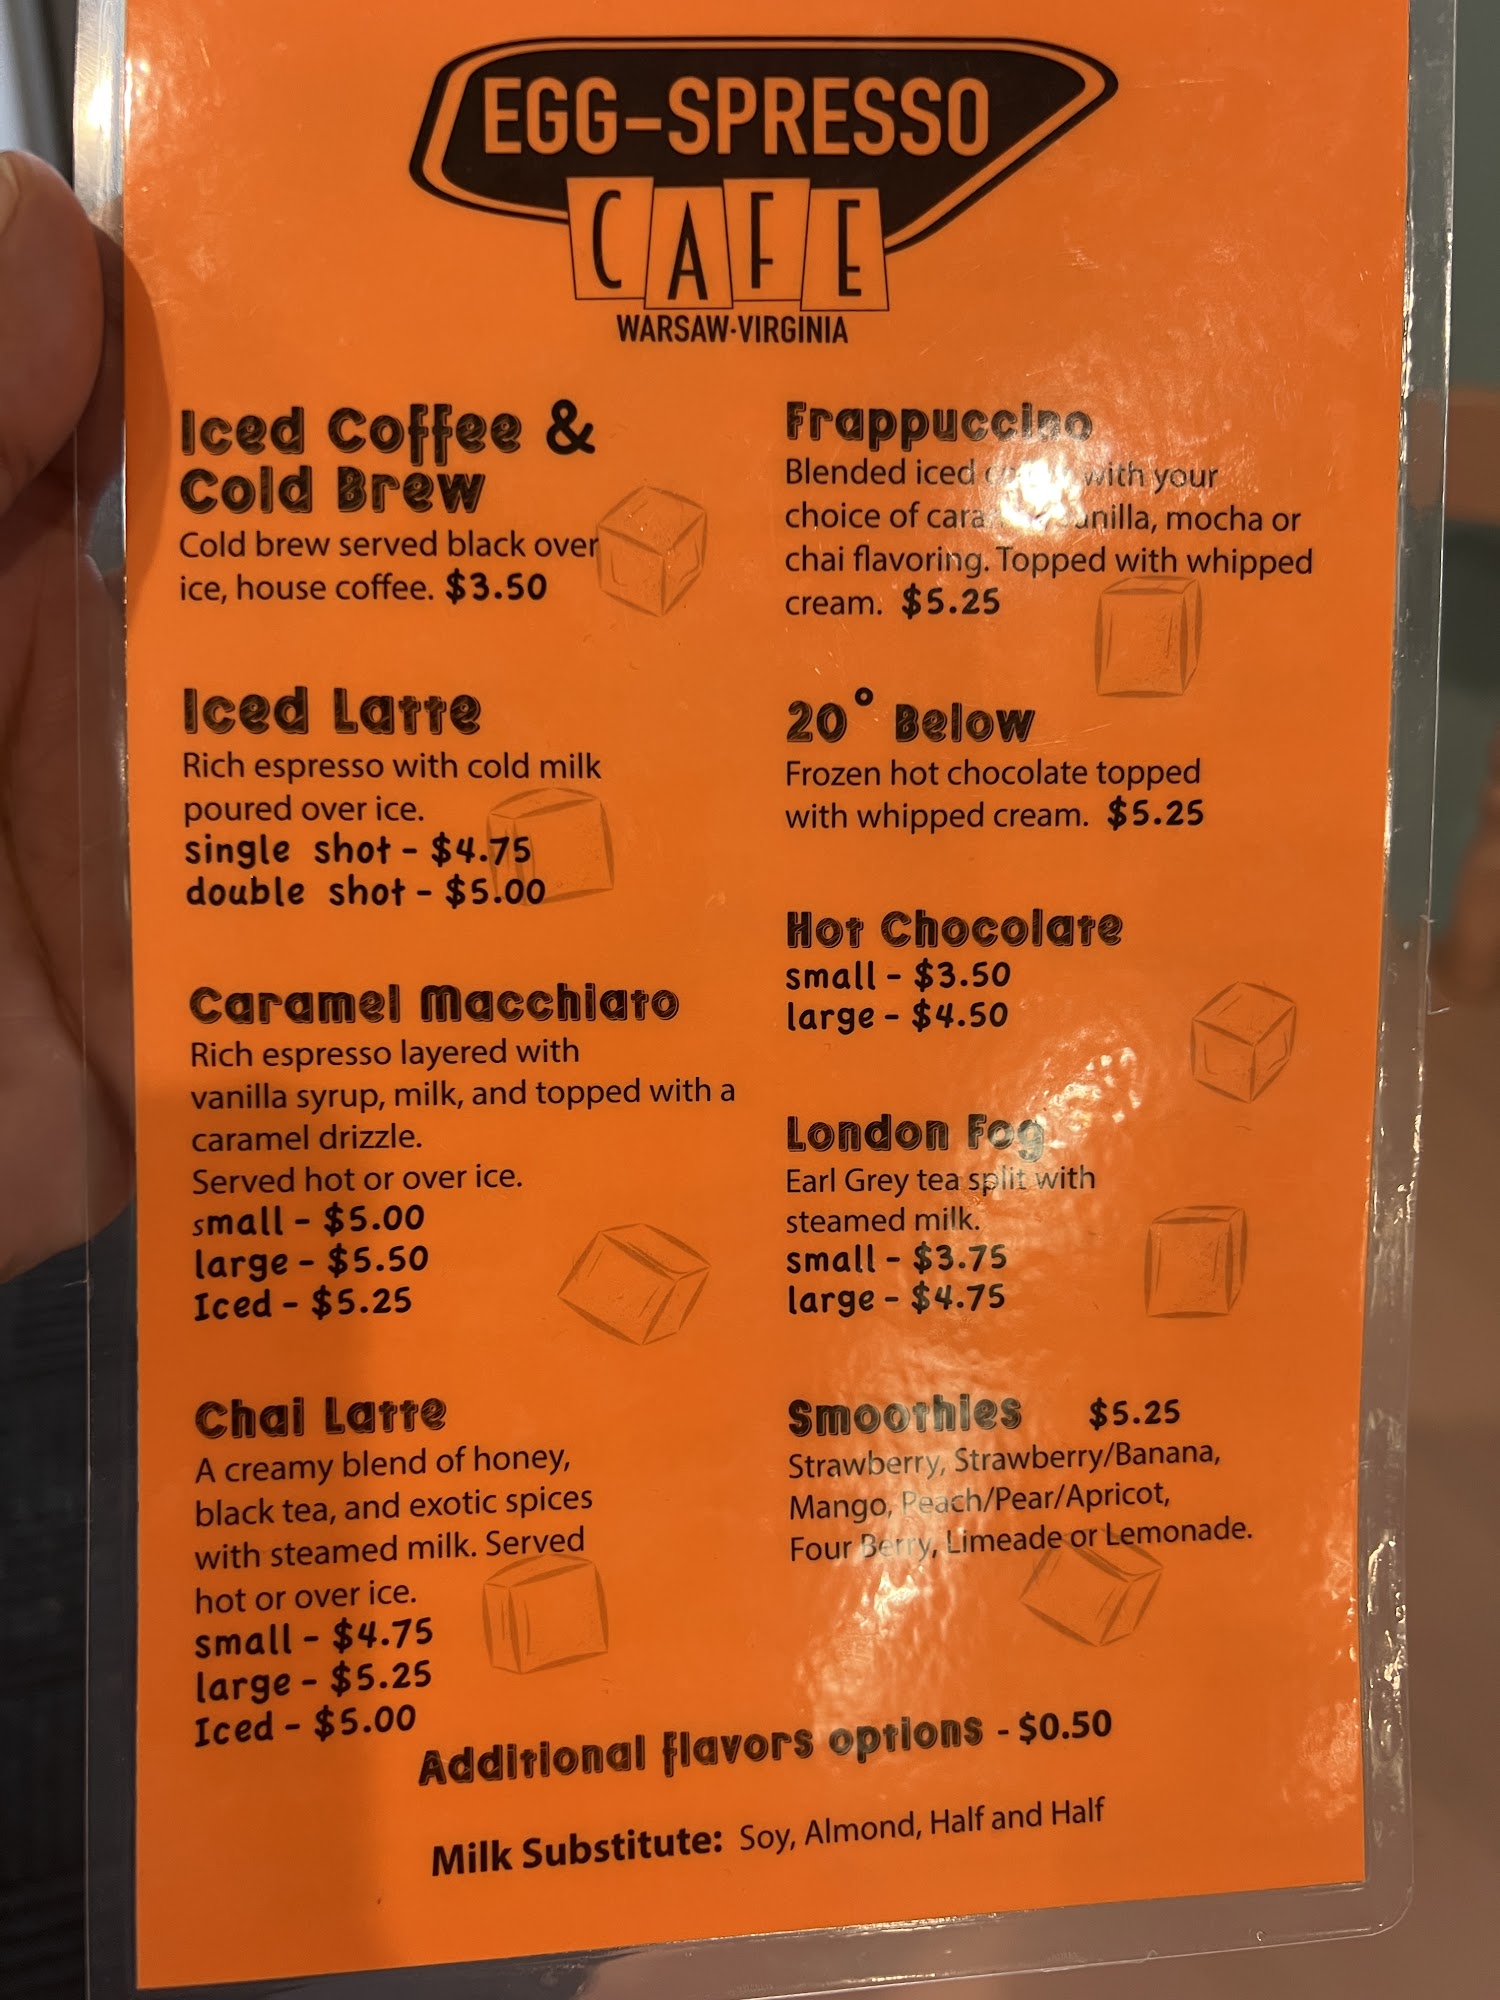 EGG-SPRESSO
CAFE
WARSAW·VIRGINIA
Iced Coffee &
Cold Brew
Cold brew served black over
ice, house coffee. $3.50
Iced Latte
Rich espresso with cold milk
poured over ice.
single shot - $4.75
double shot - $5.00
Caramel Macchiato
Rich espresso layered with
vanilla syrup, milk, and topped with a
caramel drizzle.
Served hot or over ice.
small - $5.00
large - $5.50
Iced - $5.25
Chai Latte
A creamy blend of honey,
black tea, and exotic spices
with steamed milk. Served
hot or over ice.
small - $4.75
large - $5.25
Iced - $5.00
Frappuccino
Blended iced with your
choice of vanilla, mocha or
chai flavoring. Topped with whipped
cream. $5.25
20° Below
Frozen hot chocolate topped
with whipped cream. $5.25
Hot Chocolate
small - $3.50
large - $4.50
London Fog
Earl Grey tea split with
steamed milk.
small - $3.75
large - $4.75
Smoothies $5.25
Strawberry, Strawberry/Banana,
Mango, Peach/Pear/Apricot,
Four Berry, Limeade or Lemonade.
Additional flavors options - $0.50
Milk Substitute: Soy, Almond, Half and Half